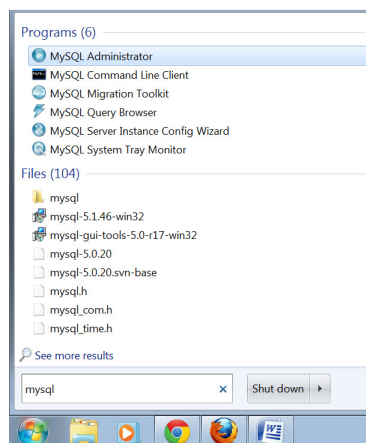 Programs (6)
MySQL Administrator
MySQL Command Line Client
MySQL Migration Toolkit
MySQL Query Browser
MySQL Server Instance Config Wizard
MySQL System Tray Monitor
Files (104)
mysql
mysql-5.1.46-win32
mysql-gui-tools-5.0-r17-win32
mysql-5.0.20
mysql-5.0.20.svn-base
mysql.h
mysql_com.h
mysql_time.h
See more results
mysql
Shut down